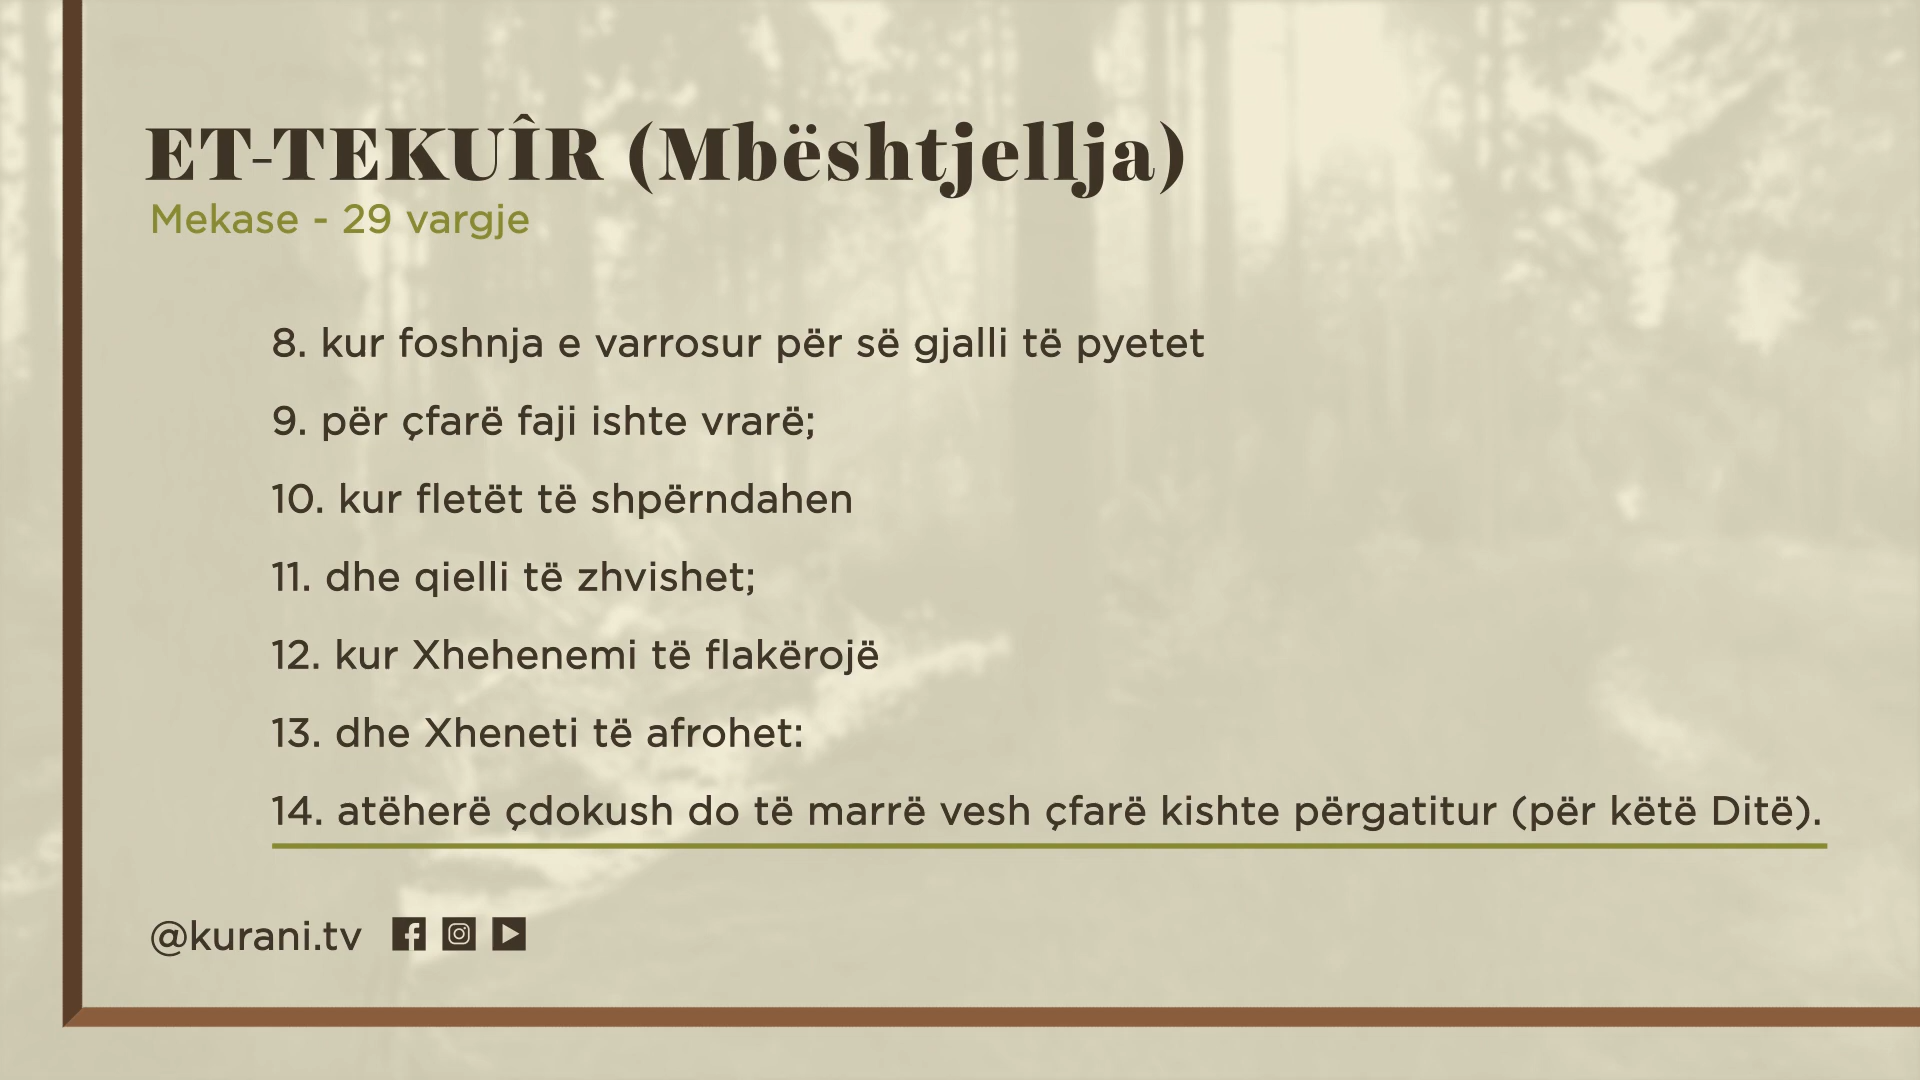 ET-TEKUÎR (Mbështjellja)
Mekase - 29 vargje
8. kur foshnja e varrosur për së gjalli të pyetet
9. për çfarë faji ishte vrarë;
10. kur fletët të shpërndahen
11. dhe qielli të zhvishet;
12. kur Xhehenemi të flakërojë
13. dhe Xheneti të afrohet:
14. atëherë çdokush do të marrë vesh çfarë kishte përgatitur (për këtë Ditë).
@kurani.tv